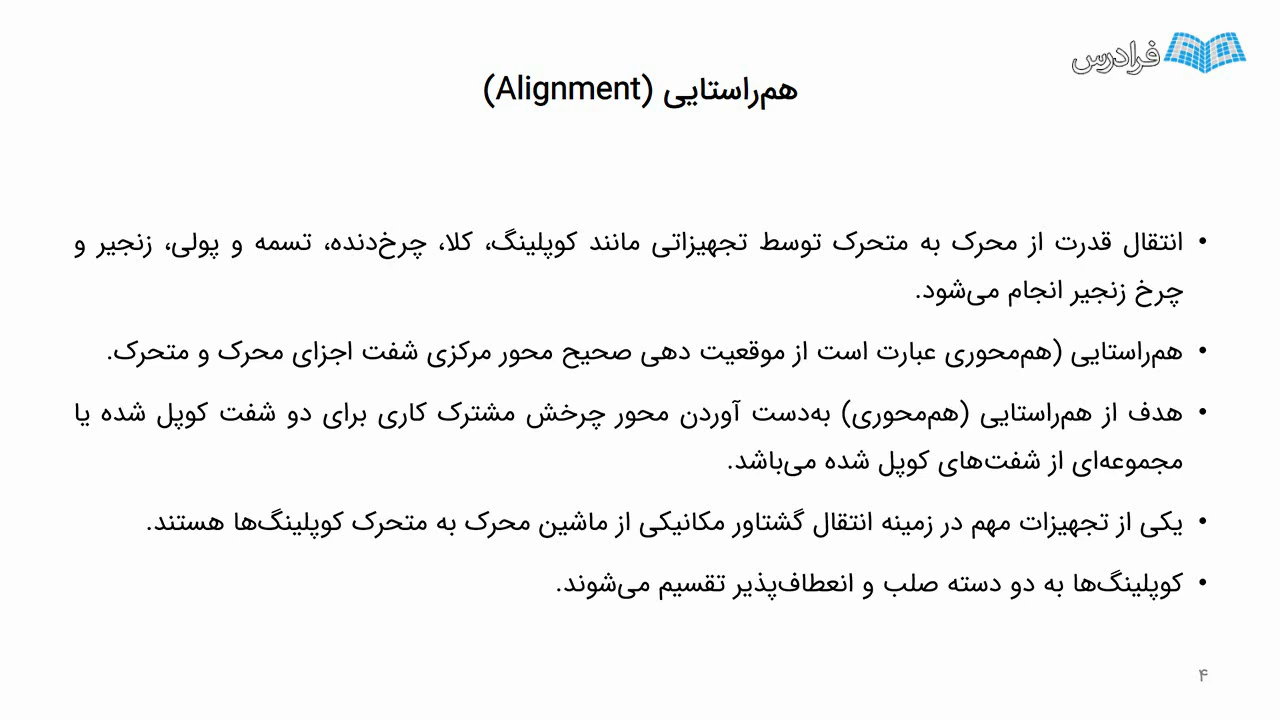 فرادرس
هم‌راستایی (Alignment)
• انتقال قدرت از محرک به متحرک توسط تجهیزاتی مانند کوپلینگ، کلا، چرخ‌دنده، تسمه و پولی، زنجیر و
چرخ زنجیر انجام می‌شود.
• هم‌راستایی (هم‌محوری عبارت است از موقعیت دهی صحیح محور مرکزی شفت اجزای محرک و متحرک.
• هدف از هم‌راستایی (هم‌محوری) به‌دست آوردن محور چرخش مشترک کاری برای دو شفت کوپل شده یا
مجموعه‌ای از شفت‌های کوپل شده می‌باشد.
• یکی از تجهیزات مهم در زمینه انتقال گشتاور مکانیکی از ماشین محرک به متحرک کوپلینگ‌ها هستند.
• کوپلینگ‌ها به دو دسته صلب و انعطاف‌پذیر تقسیم می‌شوند.
۴